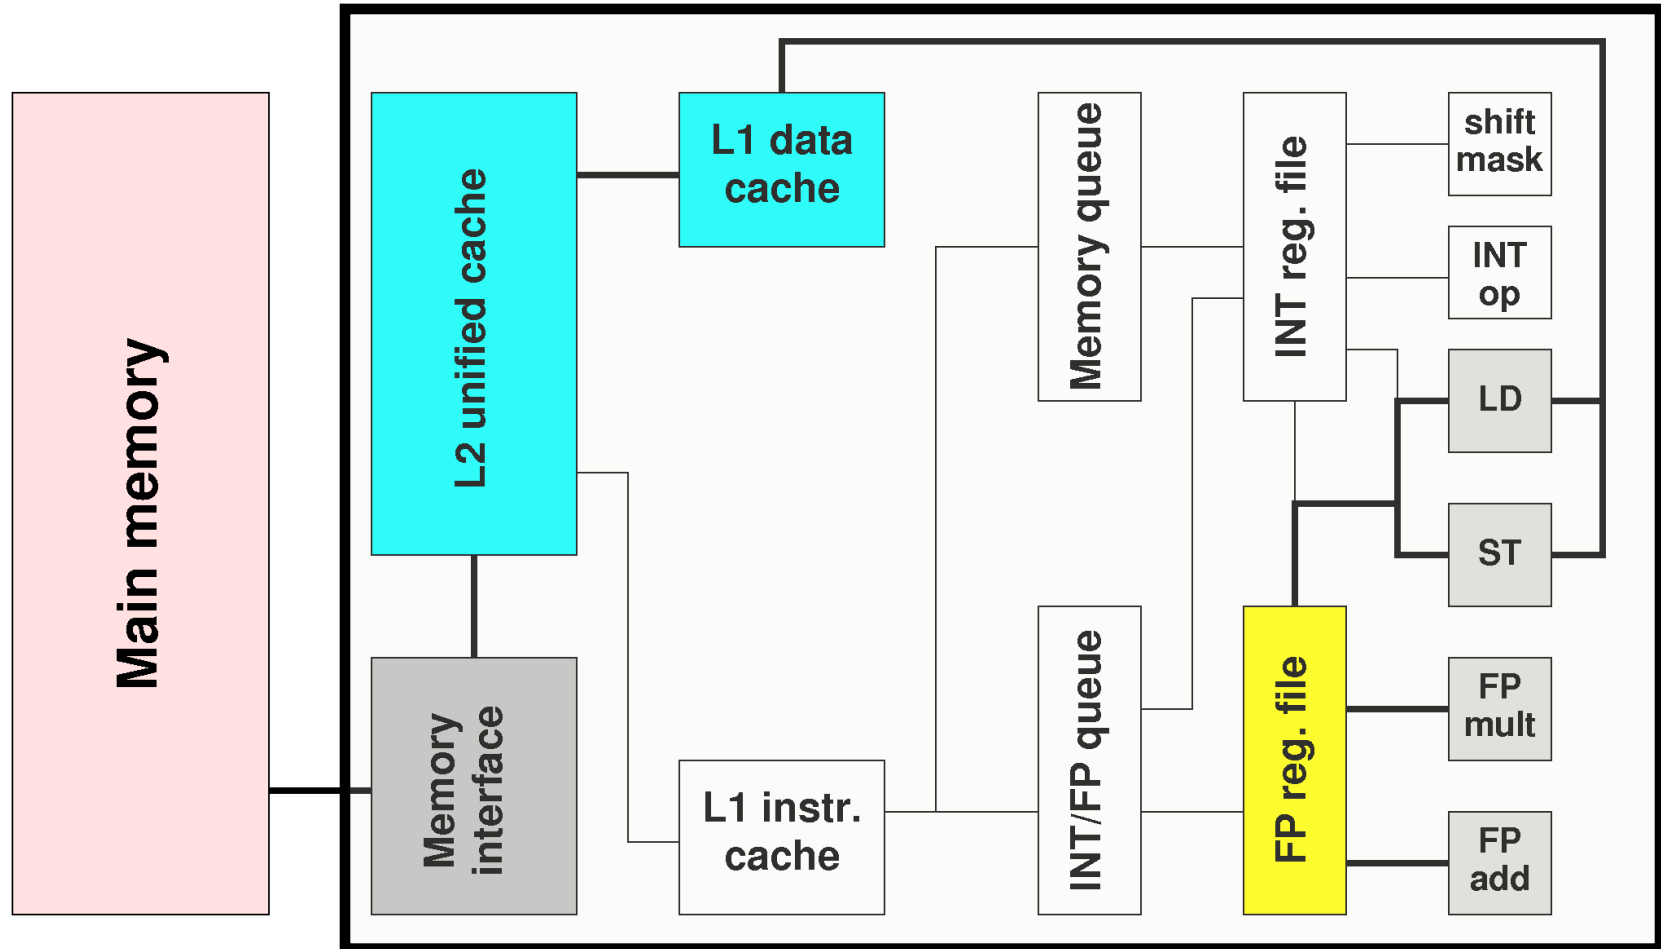 Main memory
L2 unified cache
Memory
interface
L1 data
cache
L1 instr.
cache
Memory queue
INT/FP queue
INT reg. file
FP reg. file
shift
mask
INT
op
LD
ST
FP
mult
FP
add